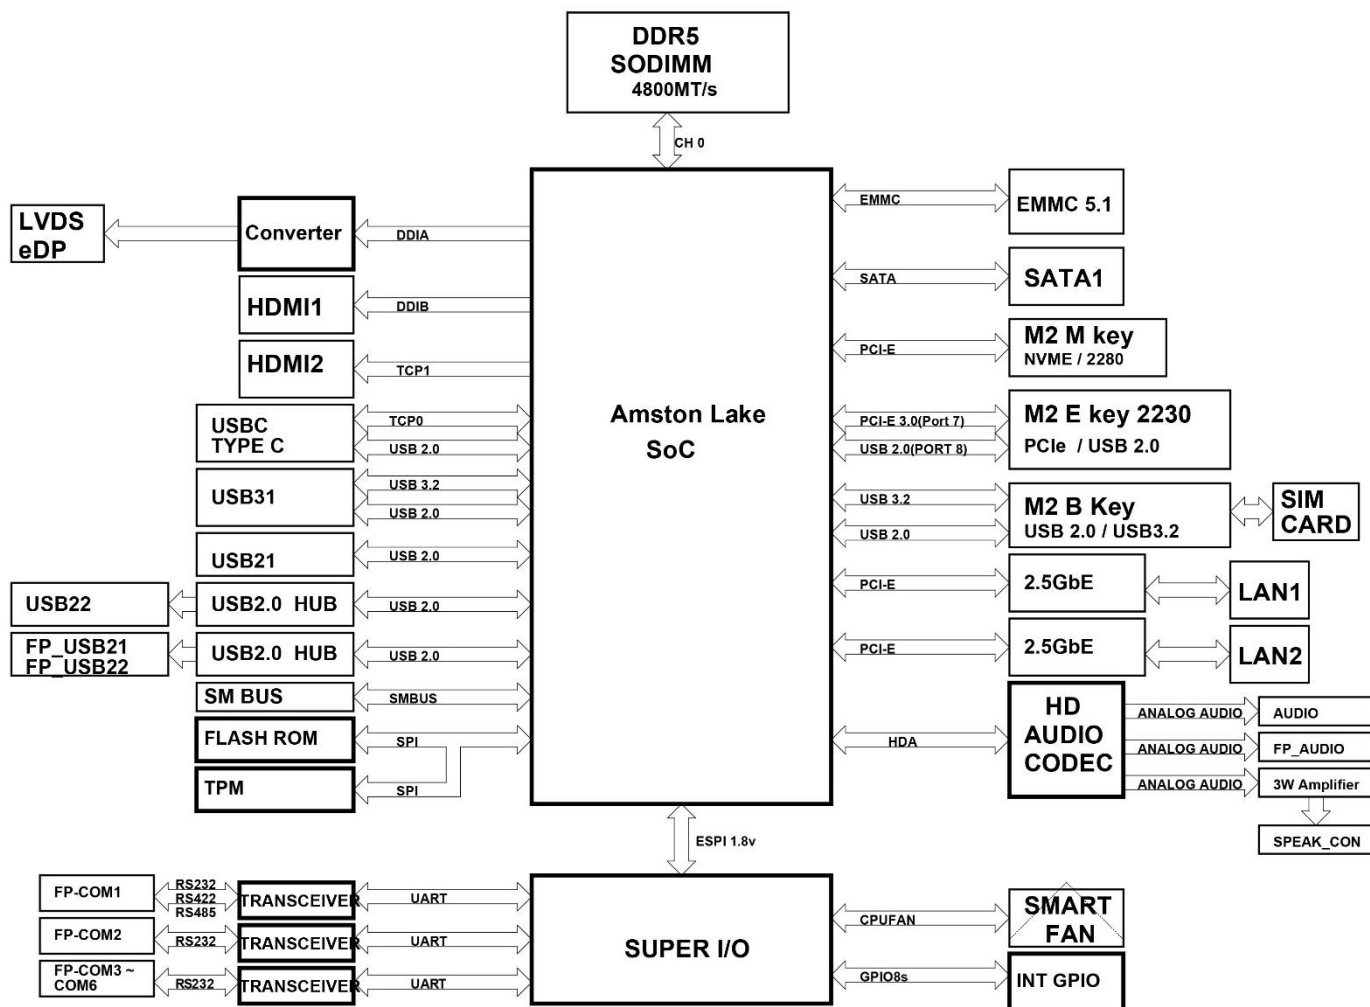 DDR5
SODIMM
4800MT/s
CH 0
LVDS
eDP
Converter
DDIA
HDMI1
DDIB
HDMI2
TCP1
USBC
TYPE C
TCP0
USB 2.0
USB31
USB 3.2
USB 2.0
USB21
USB 2.0
USB22
USB2.0 HUB
USB 2.0
FP_USB21
FP_USB22
USB2.0 HUB
USB 2.0
SM BUS
SMBUS
FLASH ROM
SPI
TPM
SPI
Amston Lake
SoC
EMMC
EMMC 5.1
SATA
SATA1
PCI-E
M2 M key
NVME / 2280
PCI-E 3.0(Port 7)
USB 2.0(PORT 8)
M2 E key 2230
PCIe / USB 2.0
USB 3.2
USB 2.0
M2 B Key
USB 2.0 / USB3.2
SIM
CARD
PCI-E
2.5GbE
LAN1
PCI-E
2.5GbE
LAN2
HDA
HD
AUDIO
CODEC
ANALOG AUDIO
AUDIO
ANALOG AUDIO
FP_AUDIO
ANALOG AUDIO
3W Amplifier
SPEAK_CON
ESPI 1.8v
FP-COM1
RS232
RS422
RS485
TRANSCEIVER
UART
FP-COM2
RS232
TRANSCEIVER
UART
FP-COM3 ~
COM6
RS232
TRANSCEIVER
UART
SUPER I/O
CPUFAN
SMART
FAN
GPIO8s
INT GPIO